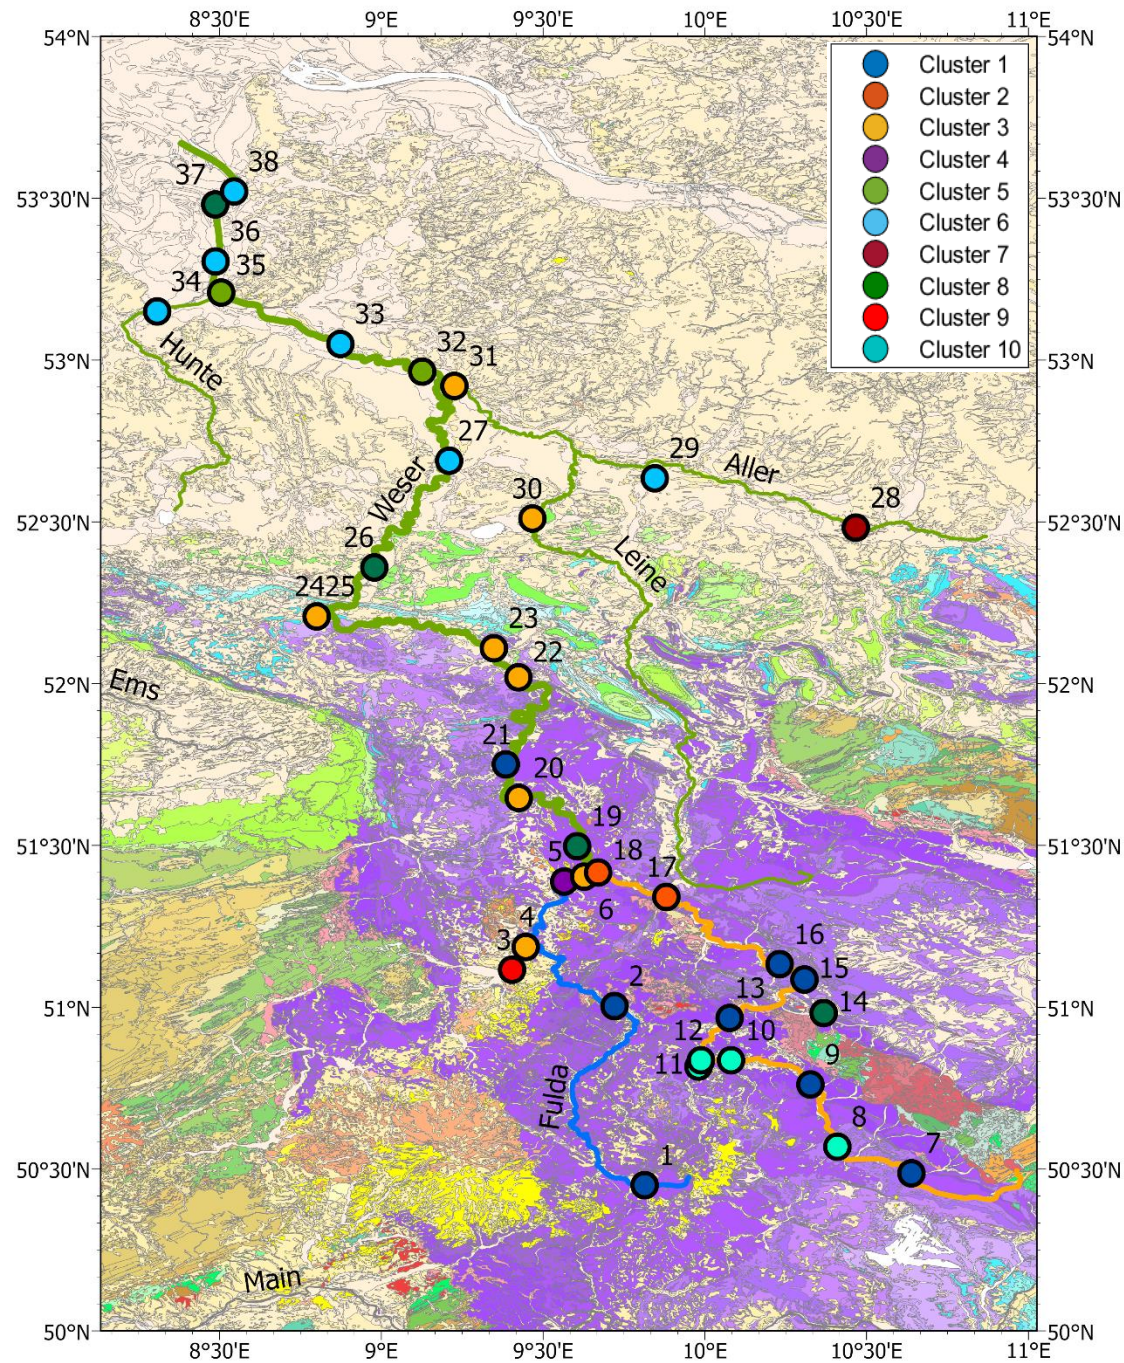 8°30'E 9°E 9°30'E 10°E 10°30'E 11°E
54°N 54°N
Cluster 1
Cluster 2
Cluster 3
Cluster 4
Cluster 5
Cluster 6
Cluster 7
Cluster 8
Cluster 9
Cluster 10
38
37
53°30'N 53°30'N
36
35
34
33
Hunte
32
31
53°N 53°N
27
29
Aller
Weser
28
30
52°30'N 52°30'N
26
Leine
2425
23
22
Ems
52°N 52°N
21
20
19
51°30'N 51°30'N
5
18
17
6
4
3
16
15
2
13
14
51°N 51°N
12
10
11
9
Fulda
8
7
1
50°30'N 50°30'N
Main
50°N 50°N
8°30'E 9°E 9°30'E 10°E 10°30'E 11°E